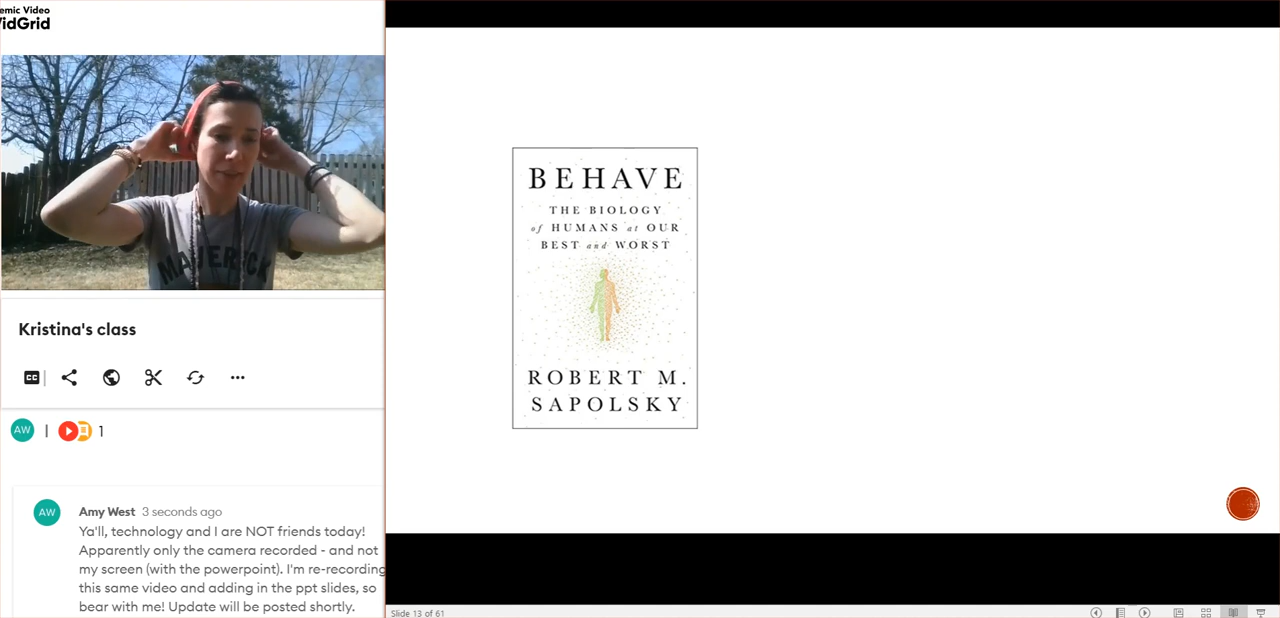 emic Video
VidGrid
MAVERICK
Kristina's class
CC
AW
1
AW
Amy West 3 seconds ago
Ya'll, technology and I are NOT friends today!
Apparently only the camera recorded - and not
my screen (with the powerpoint). I'm re-recording
this same video and adding in the ppt slides, so
bear with me! Update will be posted shortly.
BEHAVE
THE BIOLOGY
of HUMANS at OUR
BEST and WORST
ROBERT M.
SAPOLSKY
Slide 13 of 61